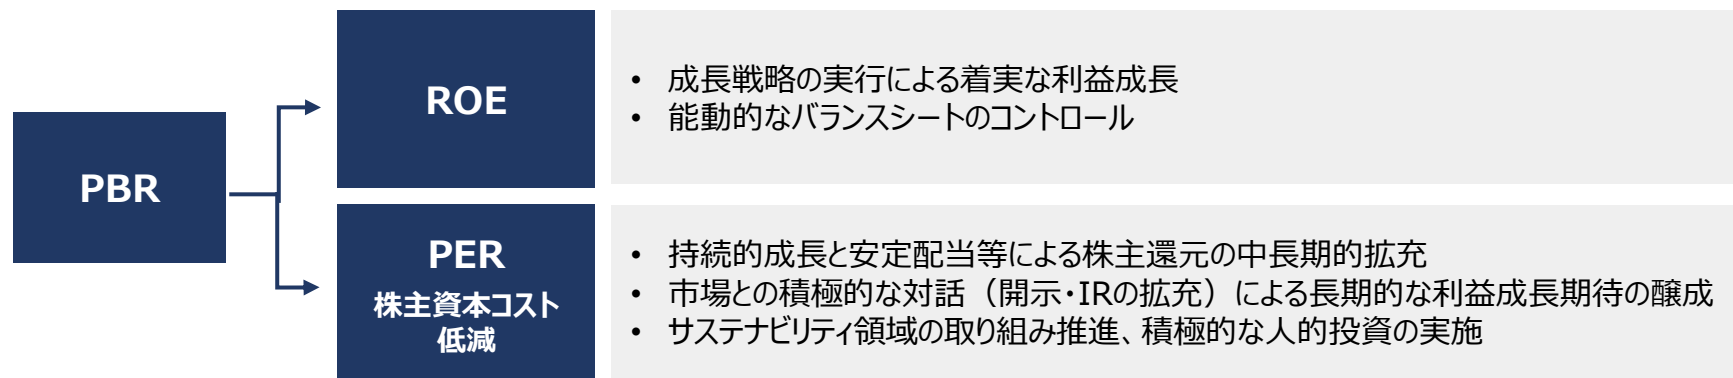 PBR
ROE
• 成長戦略の実行による着実な利益成長
• 能動的なバランスシートのコントロール
PER
株主資本コスト
低減
• 持続的成長と安定配当等による株主還元の中長期的拡充
• 市場との積極的な対話（開示・IRの拡充）による長期的な利益成長期待の醸成
• サステナビリティ領域の取り組み推進、積極的な人的投資の実施